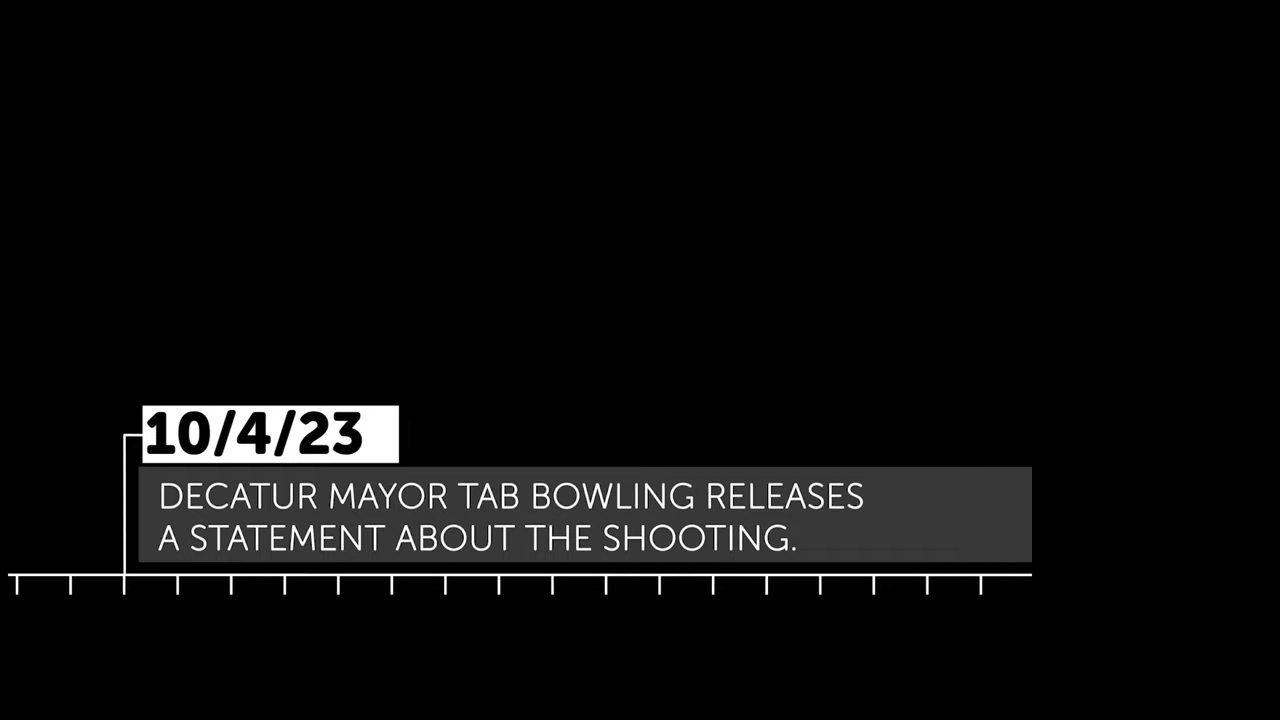 10/4/23
DECATUR MAYOR TAB BOWLING RELEASES
A STATEMENT ABOUT THE SHOOTING.